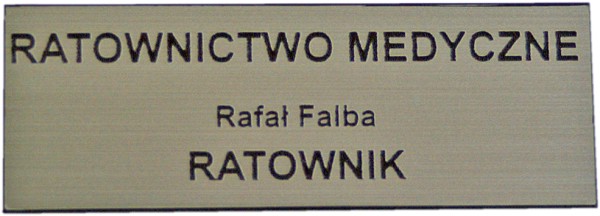 RATOWNICTWO MEDYCZNE
Rafał Falba
RATOWNIK